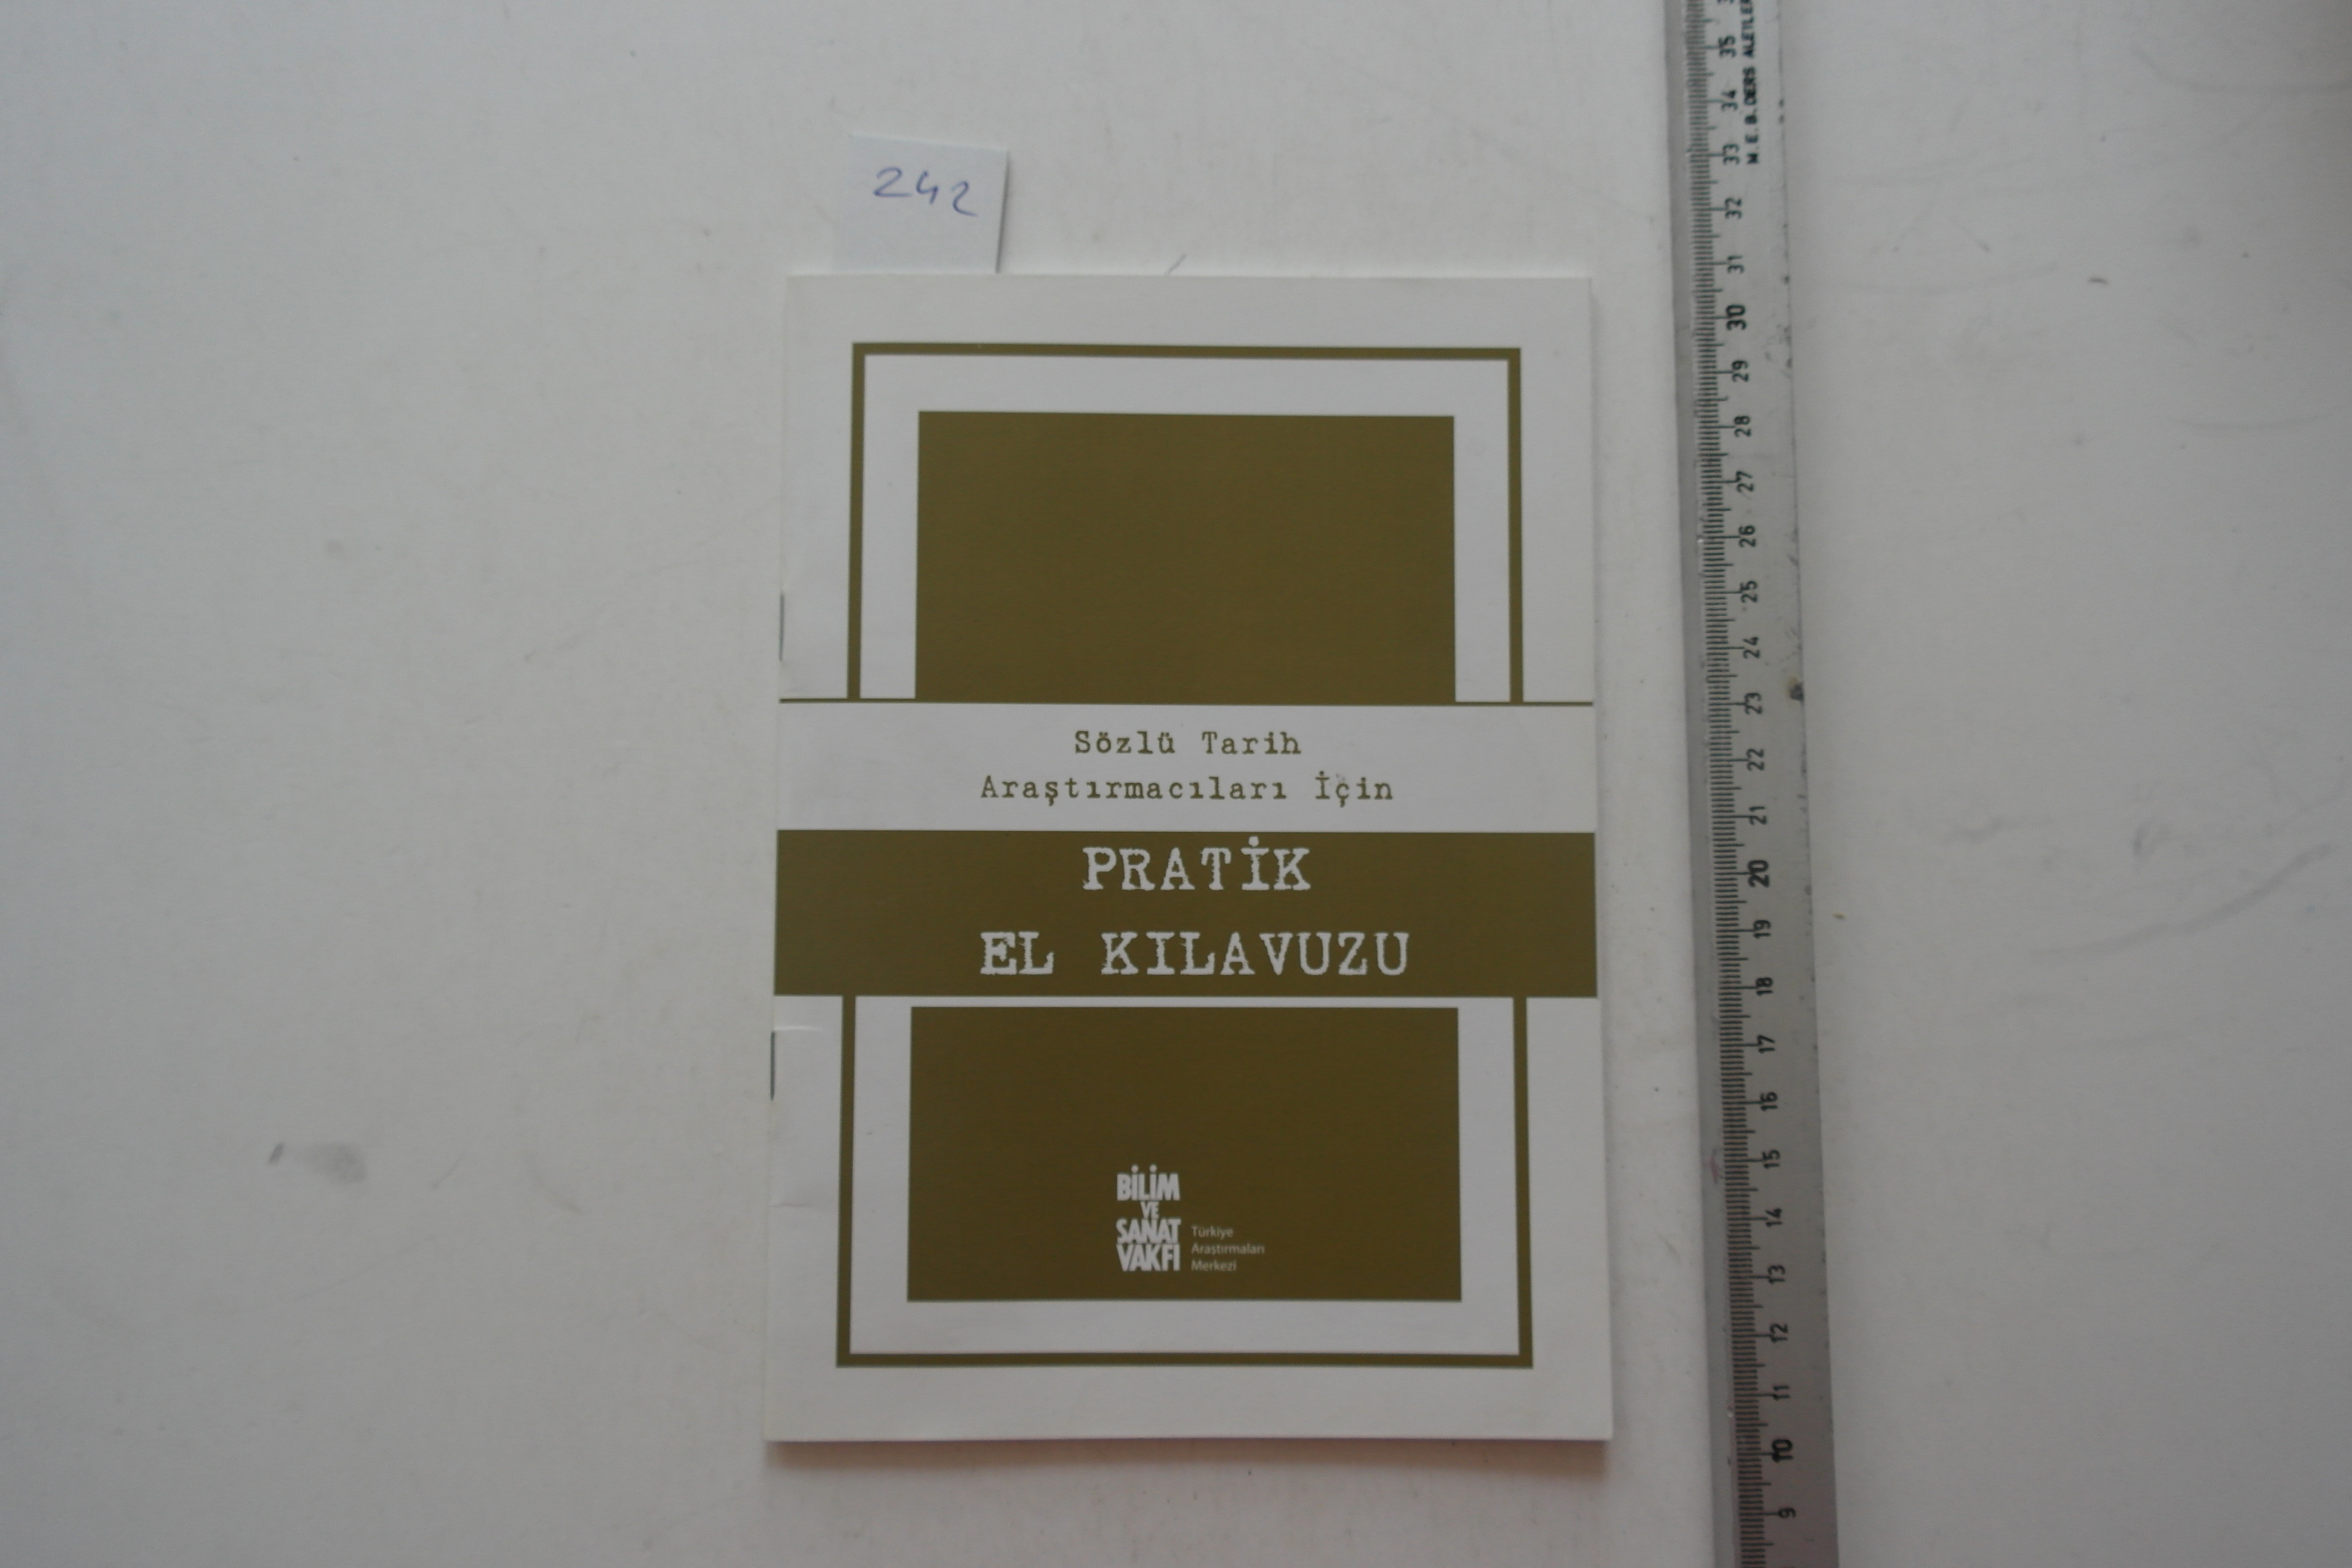 242
Sözlü Tarih
Araştırmacıları İçin
PRATİK
EL KILAVUZU
BİLİM
VE
SANAT
VAKFI
Türkiye
Araştırmaları
Merkezi
M.E.B. DERS ALETLER
35
34
33
32
31
30
29
28
27
26
25
24
23
22
21
20
19
18
17
16
15
14
13
12
11
10
9